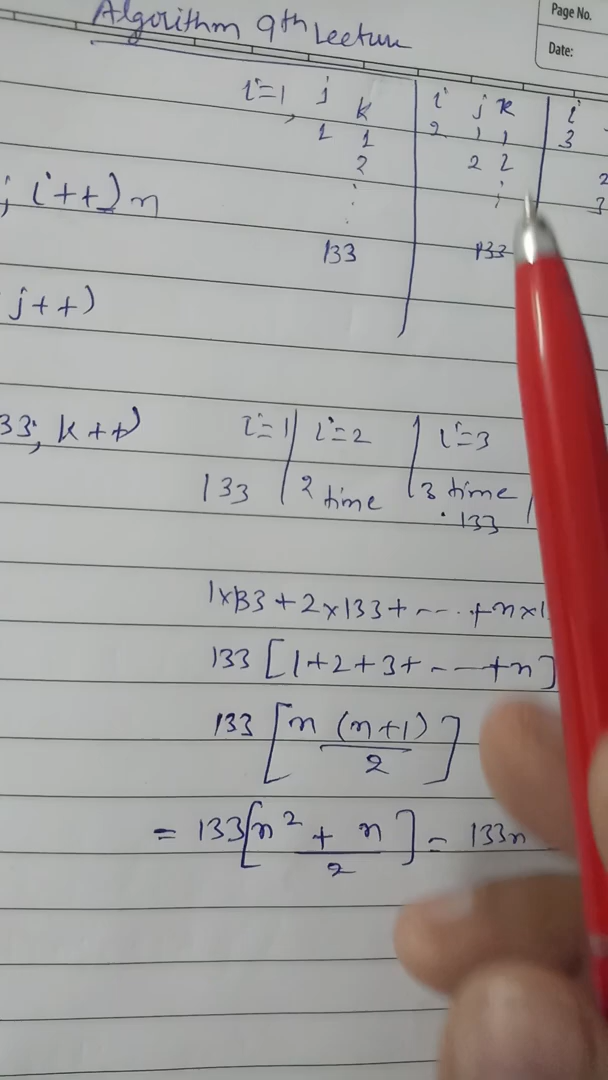 Algorithm 9th Lecture
Page No.
Date:
i=1, j k
1 1
2
⋮
133
i j k
2 1 1
2 2
⋮
133
i
3
2
3
; i++) n
j++)
33; k++)
i=1 | i=2 | i=3
133 | 2 time | 3 time
· 133
1×133 + 2×133 + --- · + n×1
133 [1+2+3+ --- +n]
133 [n (n+1) / 2]
= 133[n² + n / 2] = 133n